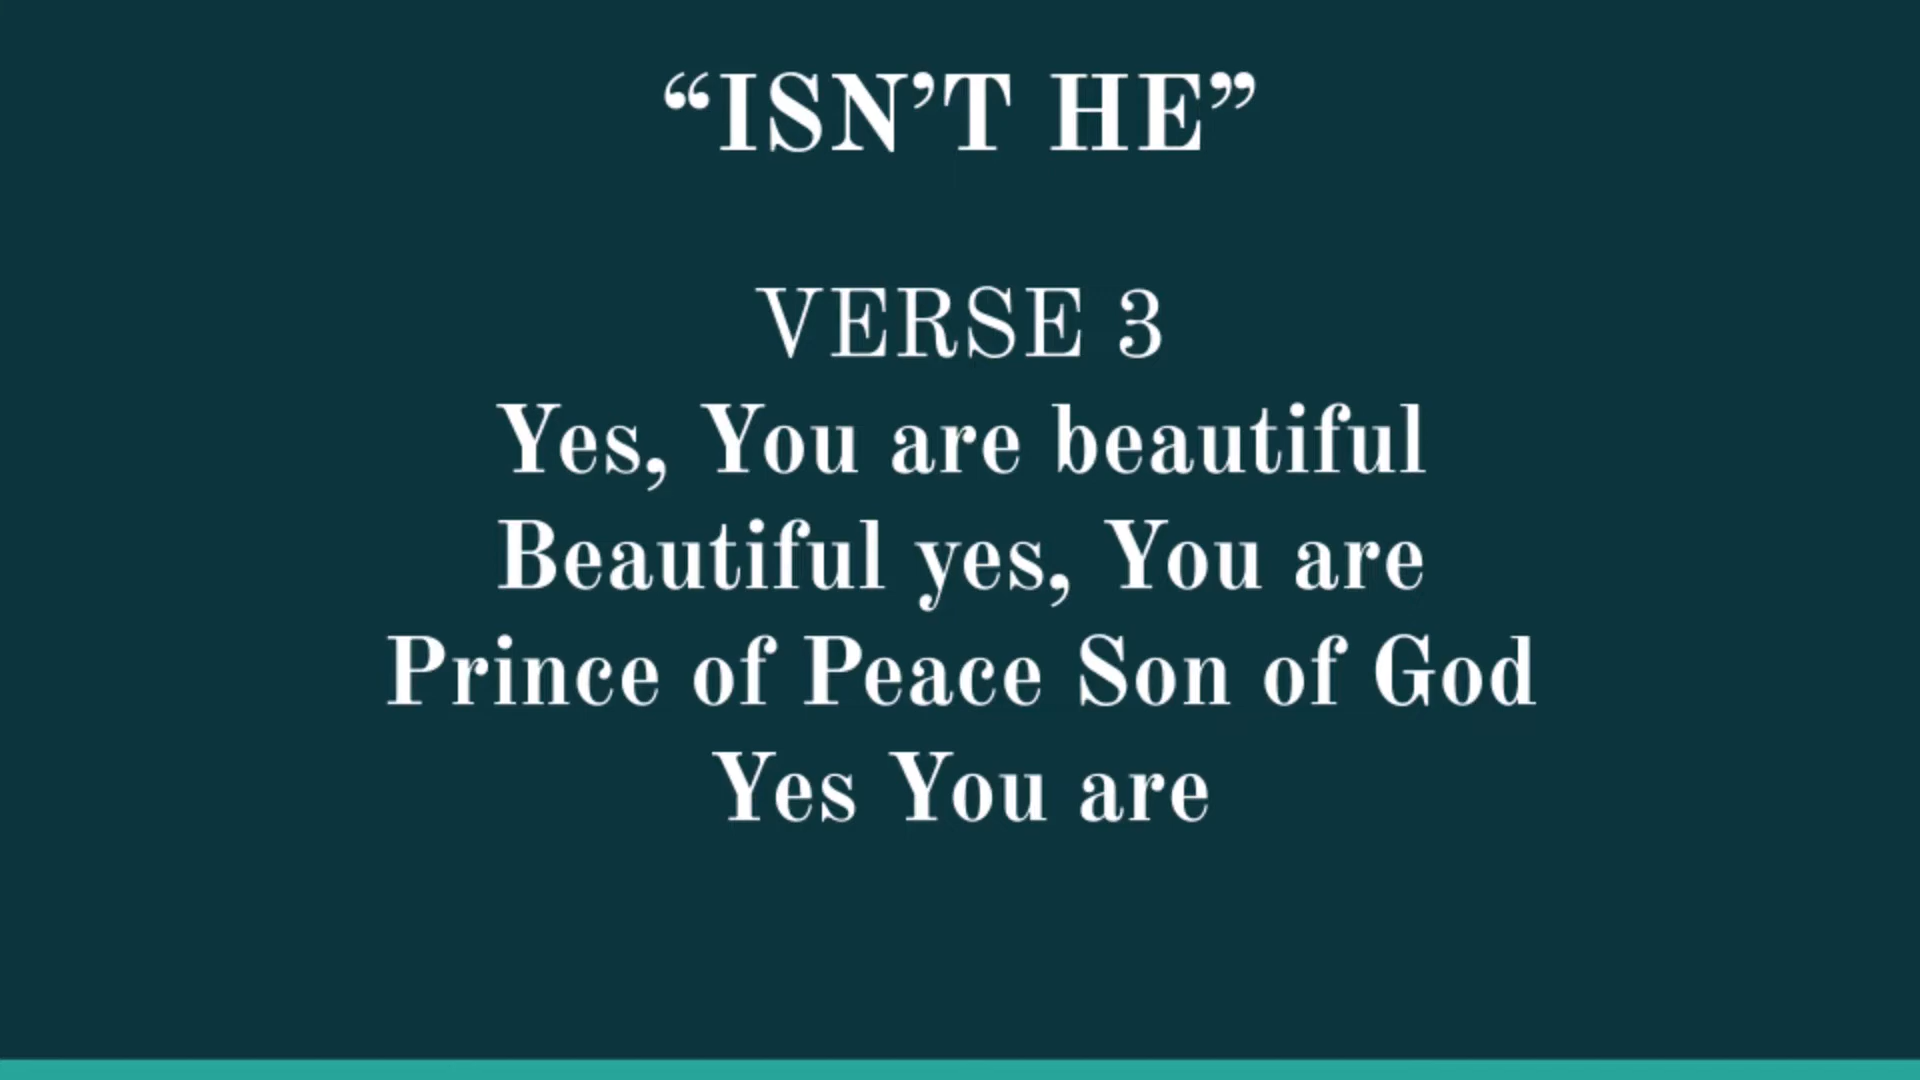 “ISN’T HE”
VERSE 3
Yes, You are beautiful
Beautiful yes, You are
Prince of Peace Son of God
Yes You are